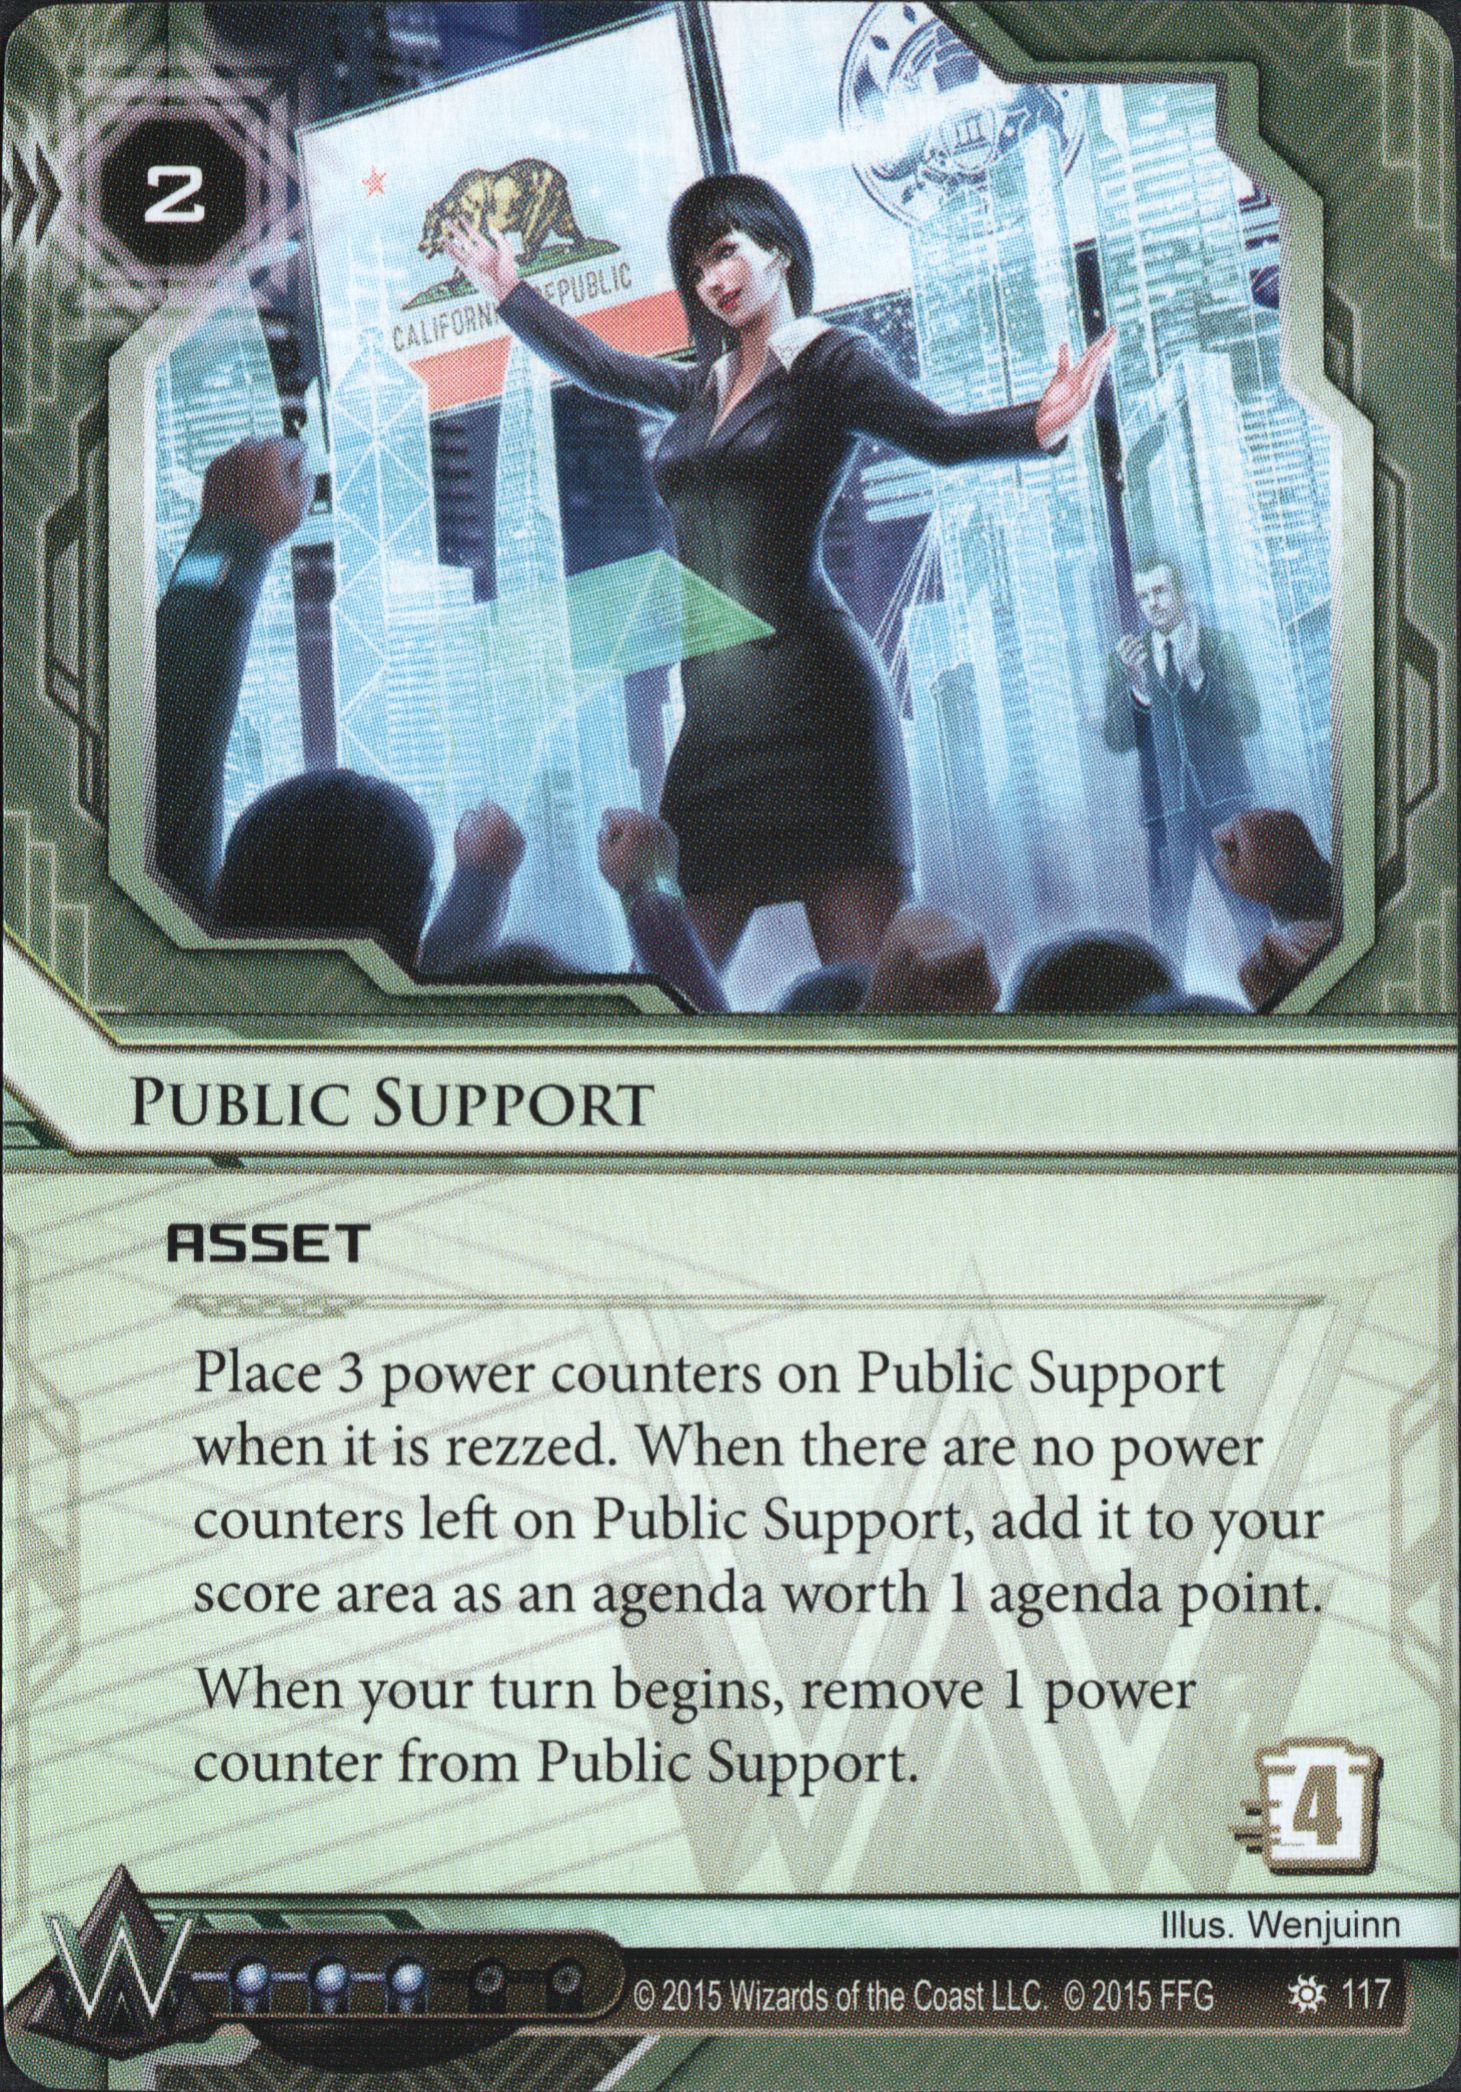 2
CALIFORN EPUBLIC
PUBLIC SUPPORT
ASSET
Place 3 power counters on Public Support
when it is rezzed. When there are no power
counters left on Public Support, add it to your
score area as an agenda worth 1 agenda point.
When your turn begins, remove 1 power
counter from Public Support.
4
Illus. Wenjuinn
W
© 2015 Wizards of the Coast LLC. © 2015 FFG 117